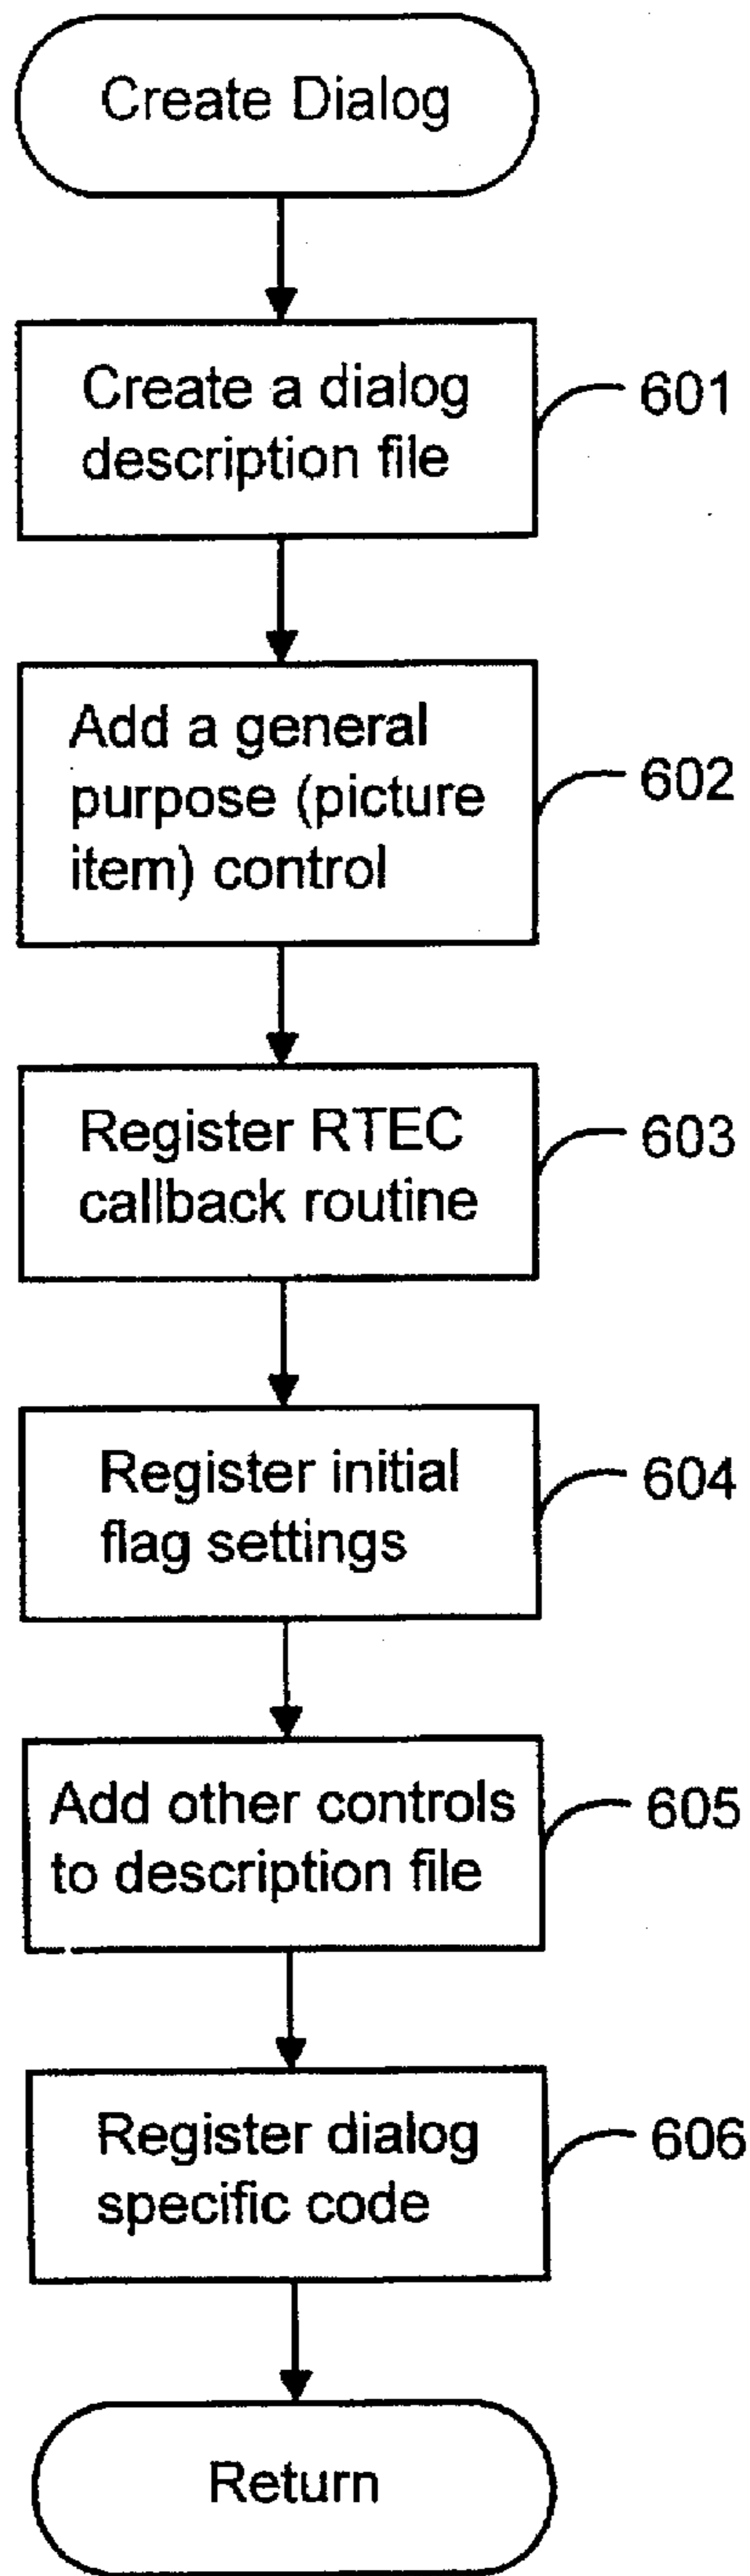 Create Dialog
Create a dialog
description file
601
Add a general
purpose (picture
item) control
602
Register RTEC
callback routine
603
Register initial
flag settings
604
Add other controls
to description file
605
Register dialog
specific code
606
Return